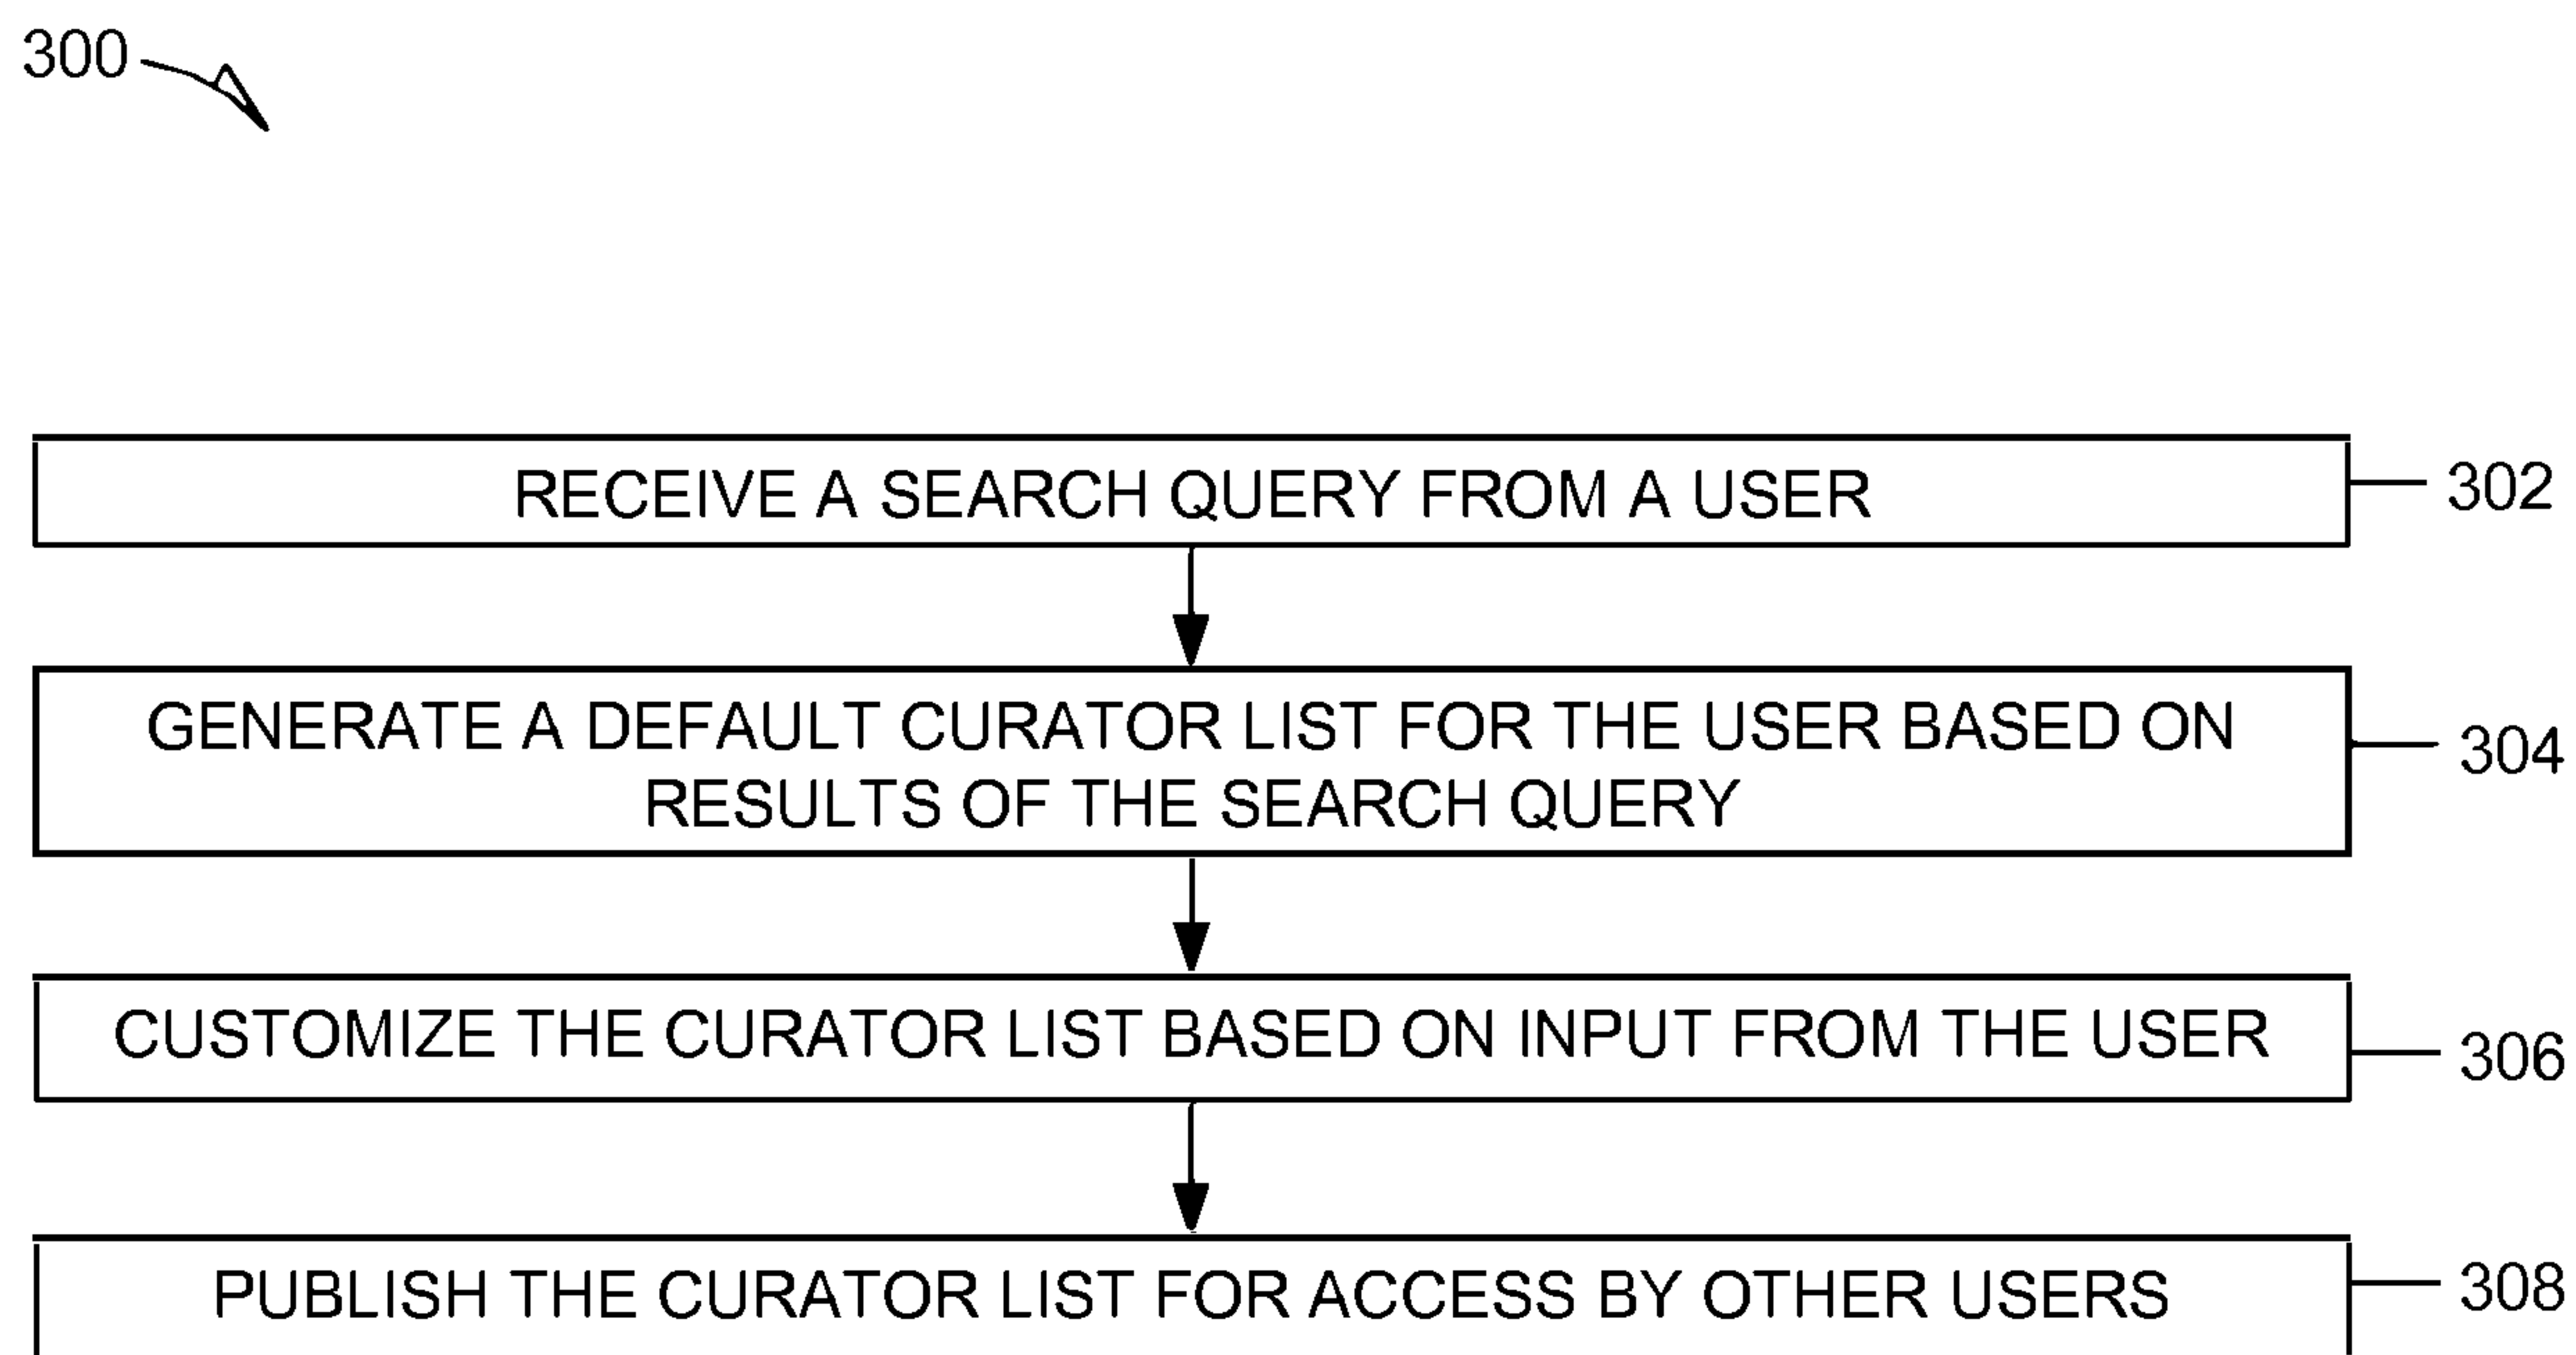 300
RECEIVE A SEARCH QUERY FROM A USER
302
GENERATE A DEFAULT CURATOR LIST FOR THE USER BASED ON
RESULTS OF THE SEARCH QUERY
304
CUSTOMIZE THE CURATOR LIST BASED ON INPUT FROM THE USER
306
PUBLISH THE CURATOR LIST FOR ACCESS BY OTHER USERS
308